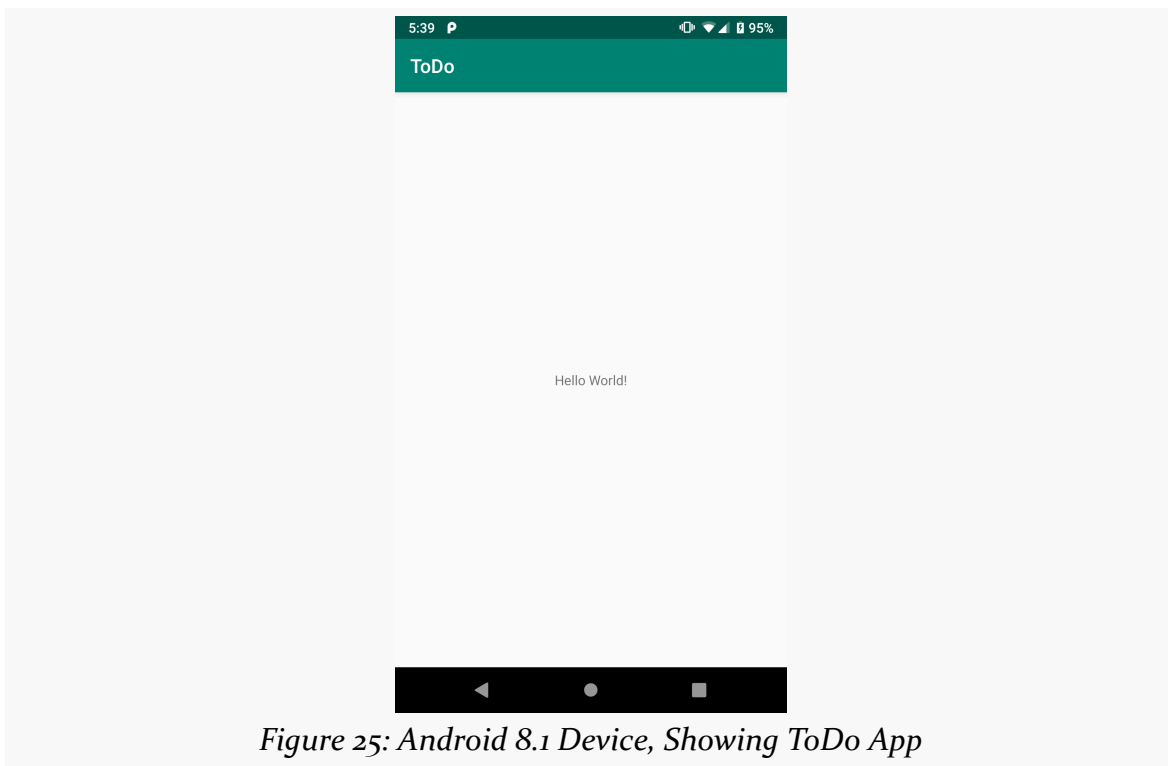 5:39 95%
ToDo
Hello World!
Figure 25: Android 8.1 Device, Showing ToDo App